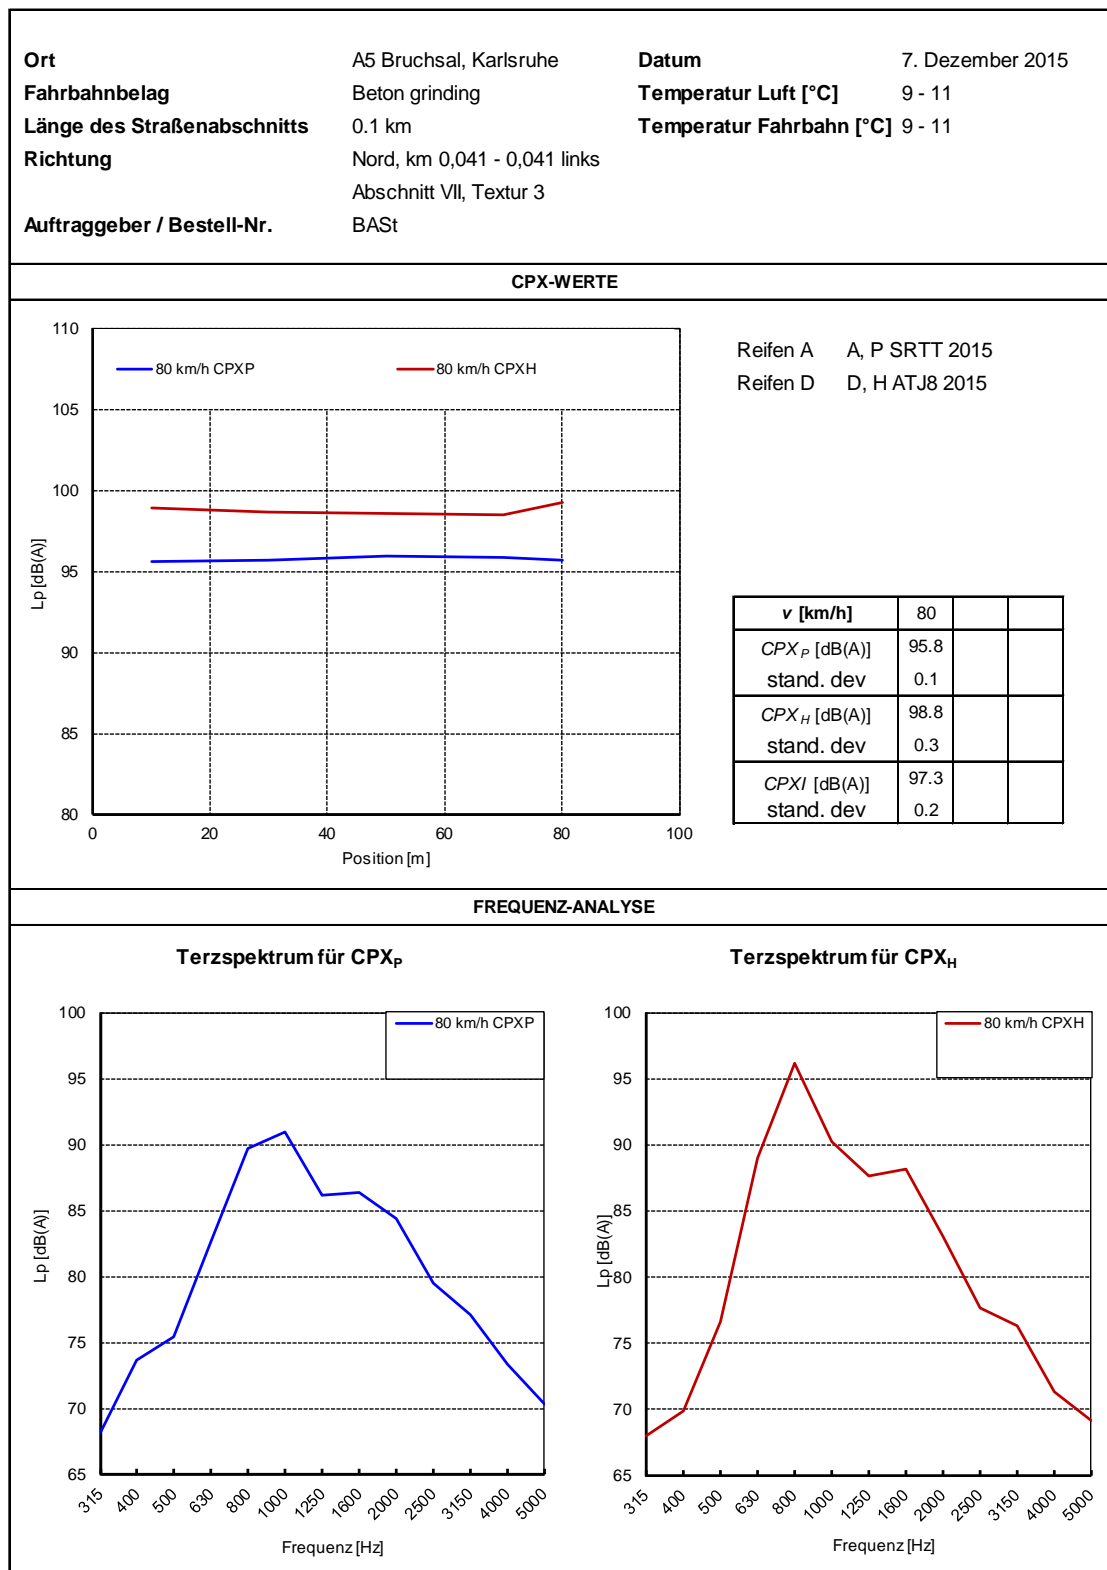 Ort A5 Bruchsal, Karlsruhe Datum 7. Dezember 2015
Fahrbahnbelag Beton grinding Temperatur Luft [°C] 9 - 11
Länge des Straßenabschnitts 0.1 km Temperatur Fahrbahn [°C] 9 - 11
Richtung Nord, km 0,041 - 0,041 links
Abschnitt VII, Textur 3
Auftraggeber / Bestell-Nr. BASt
CPX-WERTE
110
105
100
95
90
85
80
Lp [dB(A)]
80 km/h CPXP 80 km/h CPXH
0 20 40 60 80 100
Position [m]
Reifen A A, P SRTT 2015
Reifen D D, H ATJ8 2015
v [km/h] 80
CPX P [dB(A)] 95.8
stand. dev 0.1
CPX H [dB(A)] 98.8
stand. dev 0.3
CPXI [dB(A)] 97.3
stand. dev 0.2
FREQUENZ-ANALYSE
Terzspektrum für CPXP
100
95
90
85
80
75
70
65
Lp [dB(A)]
80 km/h CPXP
315 400 500 630 800 1000 1250 1600 2000 2500 3150 4000 5000
Frequenz [Hz]
Terzspektrum für CPXH
100
95
90
85
80
75
70
65
Lp [dB(A)]
80 km/h CPXH
315 400 500 630 800 1000 1250 1600 2000 2500 3150 4000 5000
Frequenz [Hz]